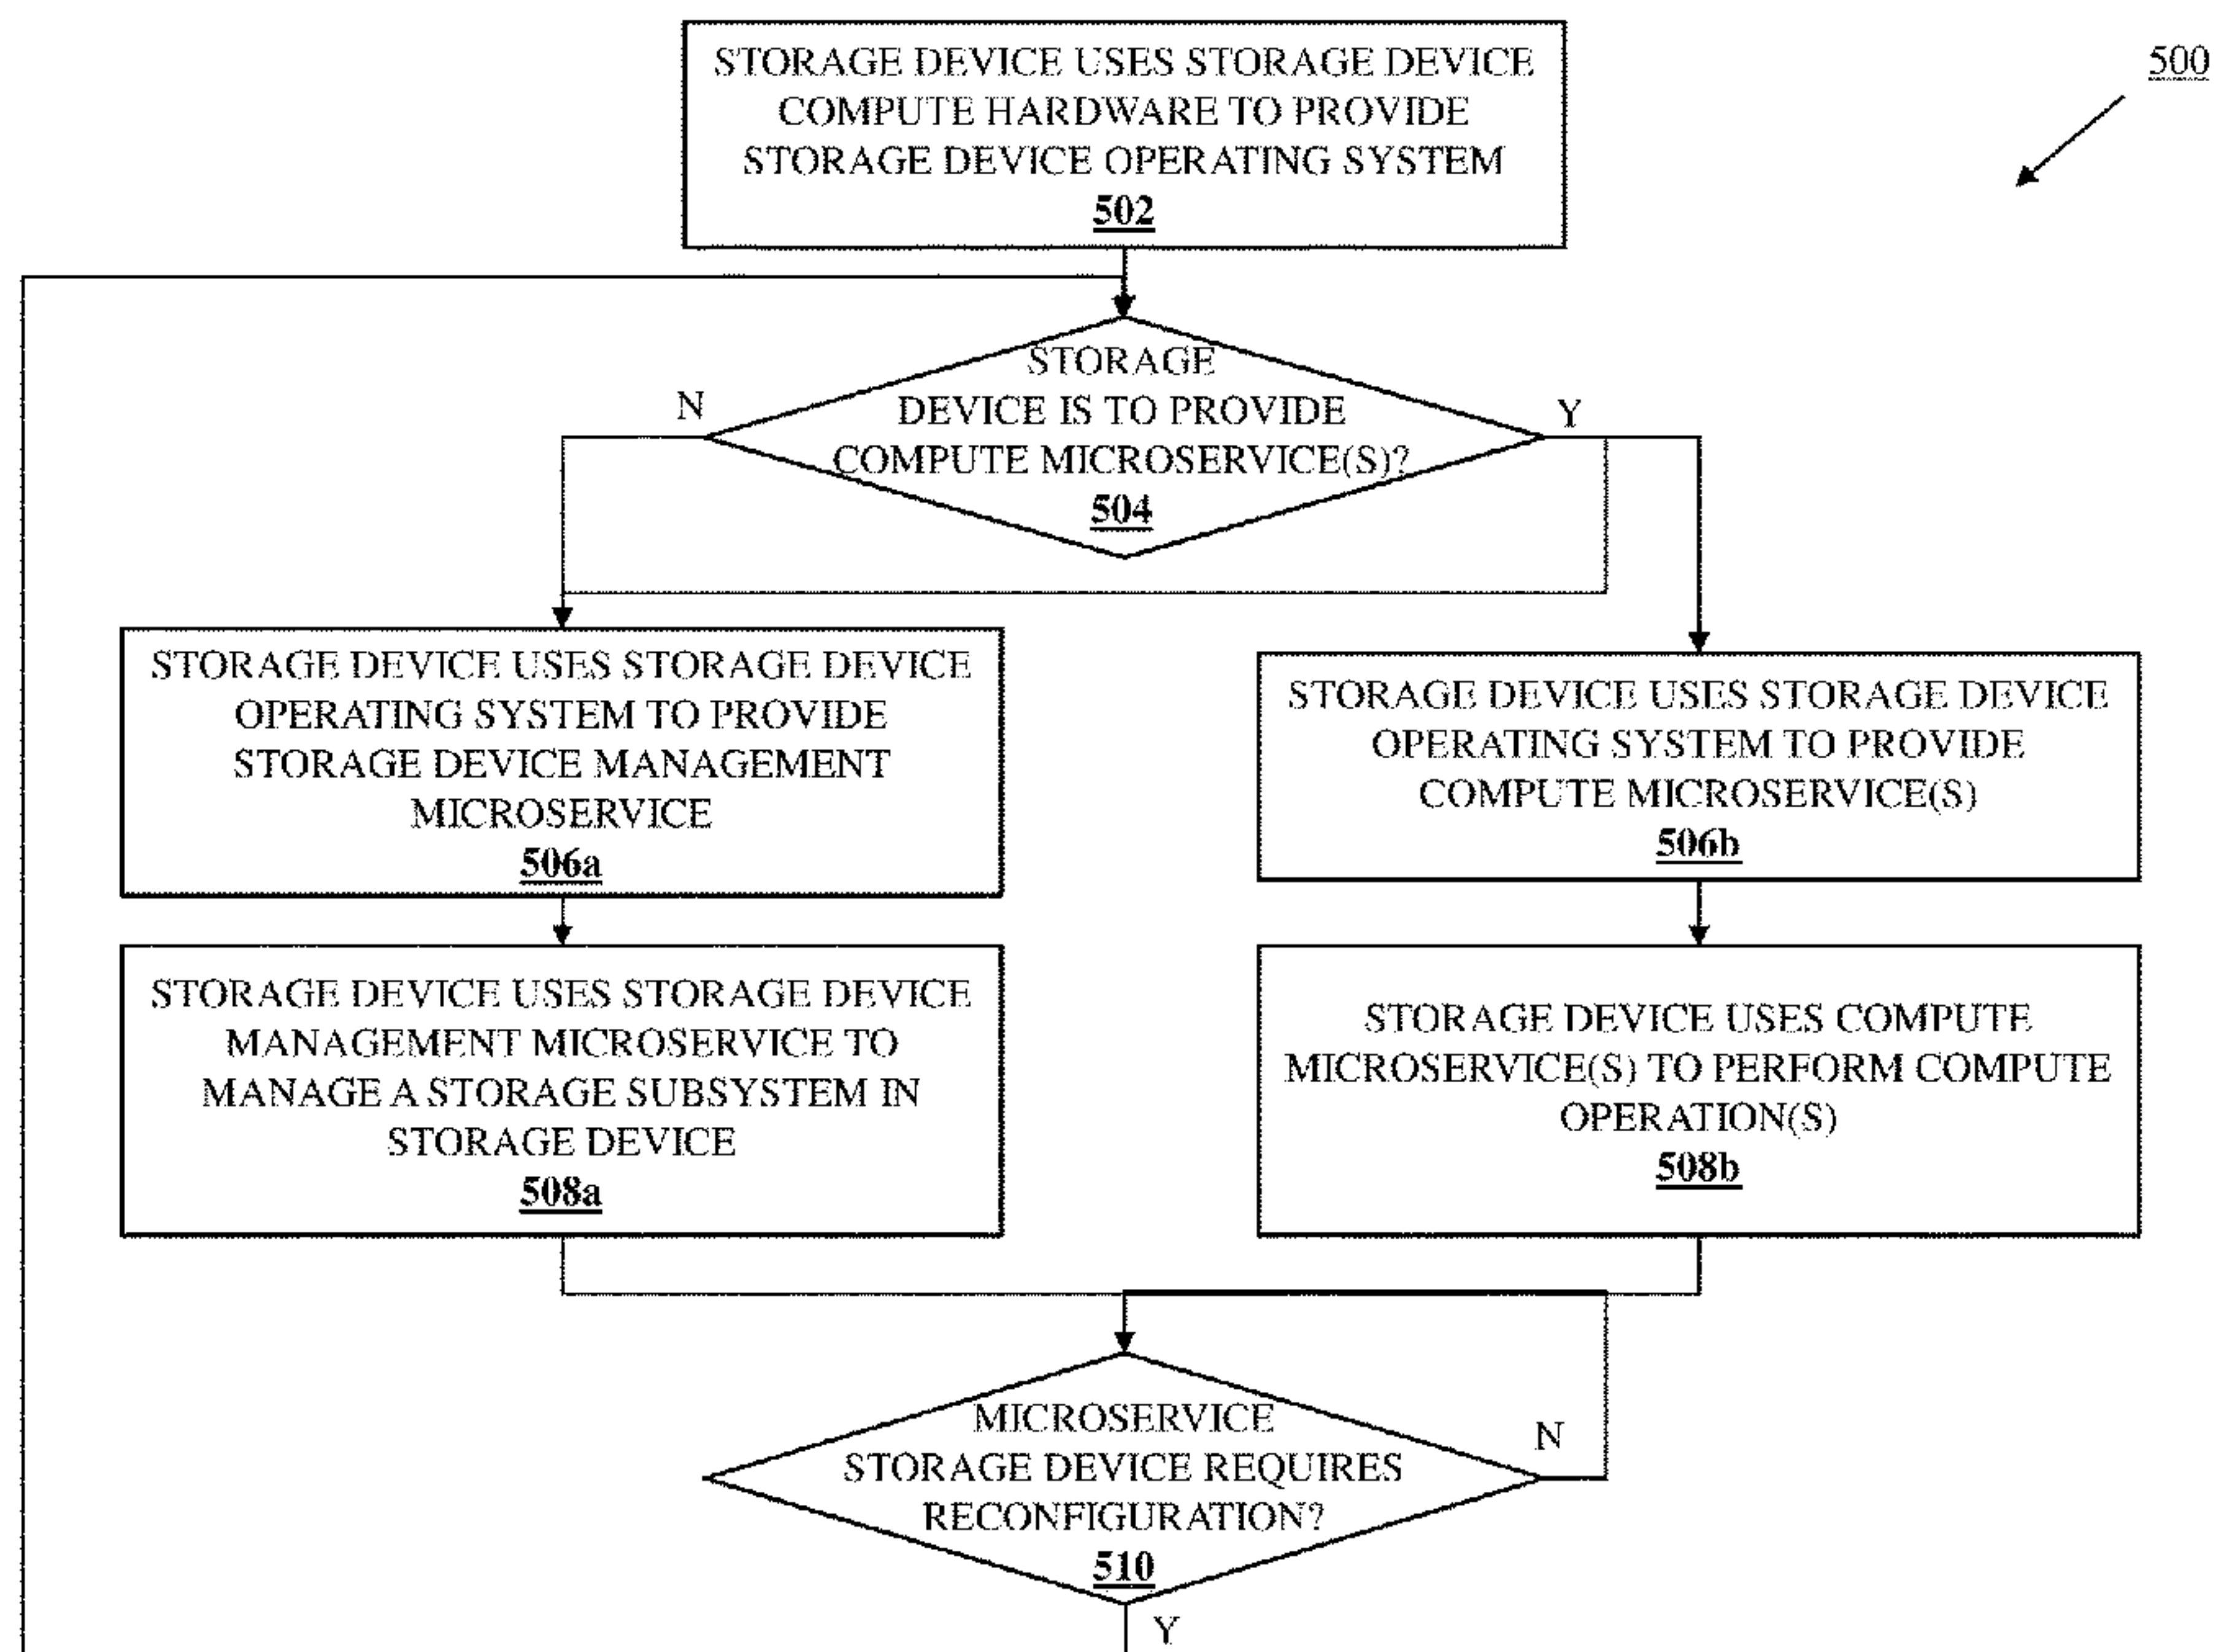 STORAGE DEVICE USES STORAGE DEVICE
COMPUTE HARDWARE TO PROVIDE
STORAGE DEVICE OPERATING SYSTEM
502
500
STORAGE
DEVICE IS TO PROVIDE
COMPUTE MICROSERVICE(S)?
504
N
Y
STORAGE DEVICE USES STORAGE DEVICE
OPERATING SYSTEM TO PROVIDE
STORAGE DEVICE MANAGEMENT
MICROSERVICE
506a
STORAGE DEVICE USES STORAGE DEVICE
OPERATING SYSTEM TO PROVIDE
COMPUTE MICROSERVICE(S)
506b
STORAGE DEVICE USES STORAGE DEVICE
MANAGEMENT MICROSERVICE TO
MANAGE A STORAGE SUBSYSTEM IN
STORAGE DEVICE
508a
STORAGE DEVICE USES COMPUTE
MICROSERVICE(S) TO PERFORM COMPUTE
OPERATION(S)
508b
MICROSERVICE
STORAGE DEVICE REQUIRES
RECONFIGURATION?
510
N
Y